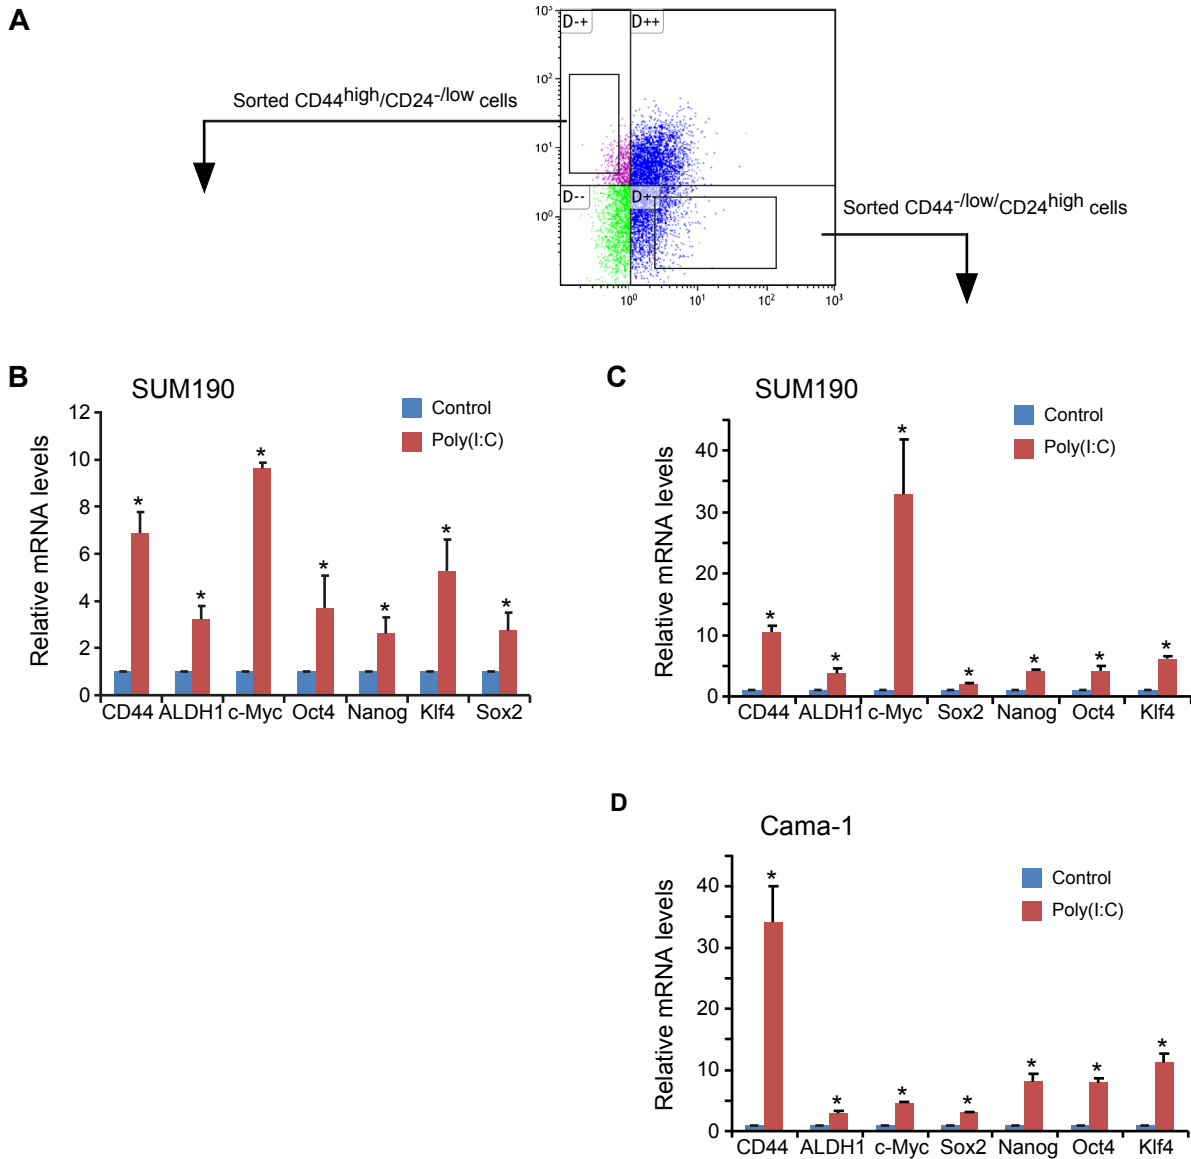 A
10³
D-+
D++
10²
Sorted CD44high/CD24-/low cells
10¹
D--
D+
Sorted CD44-/low/CD24high cells
10⁰
10⁰ 10¹ 10² 10³
B
SUM190
Control
Poly(I:C)
Relative mRNA levels
12
10
8
6
4
2
0
* * * * * * *
CD44 ALDH1 c-Myc Oct4 Nanog Klf4 Sox2
C
SUM190
Control
Poly(I:C)
Relative mRNA levels
40
30
20
10
0
* * * * * * *
CD44 ALDH1 c-Myc Sox2 Nanog Oct4 Klf4
D
Cama-1
Control
Poly(I:C)
Relative mRNA levels
40
30
20
10
0
* * * * * * *
CD44 ALDH1 c-Myc Sox2 Nanog Oct4 Klf4